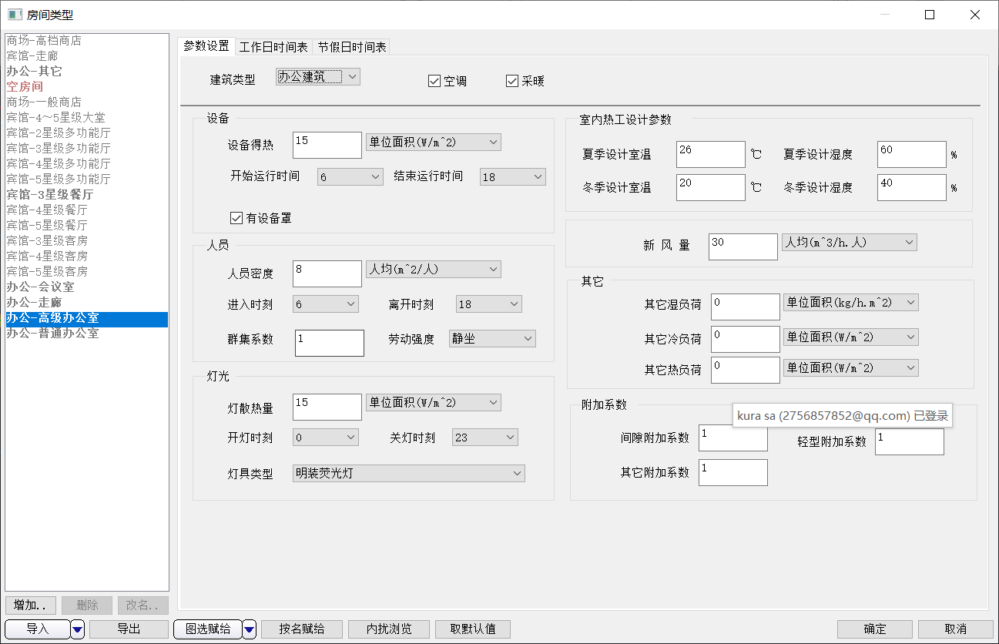 房间类型
商场-高档商店
宾馆-走廊
办公-其它
空房间
商场-一般商店
宾馆-4～5星级大堂
宾馆-2星级多功能厅
宾馆-3星级多功能厅
宾馆-4星级多功能厅
宾馆-5星级多功能厅
宾馆-3星级餐厅
宾馆-4星级餐厅
宾馆-5星级餐厅
宾馆-3星级客房
宾馆-4星级客房
宾馆-5星级客房
办公-会议室
办公-走廊
办公-高级办公室
办公-普通办公室
增加.. 删除 改名..
参数设置 工作日时间表 节假日时间表
建筑类型 办公建筑 空调 采暖
设备
设备得热 15 单位面积(W/m^2)
开始运行时间 6 结束运行时间 18
有设备罩
人员
人员密度 8 人均(m^2/人)
进入时刻 6 离开时刻 18
群集系数 1 劳动强度 静坐
灯光
灯散热量 15 单位面积(W/m^2)
开灯时刻 0 关灯时刻 23
灯具类型 明装荧光灯
室内热工设计参数
夏季设计室温 26 ℃ 夏季设计湿度 60 %
冬季设计室温 20 ℃ 冬季设计湿度 40 %
新 风 量 30 人均(m^3/h.人)
其它
其它湿负荷 0 单位面积(kg/h.m^2)
其它冷负荷 0 单位面积(W/m^2)
其它热负荷 0 单位面积(W/m^2)
附加系数
kura sa (2756857852@qq.com) 已登录
间隙附加系数 1 轻型附加系数 1
其它附加系数 1
导入 导出 图选赋给 按名赋给 内扰浏览 取默认值 确定 取消